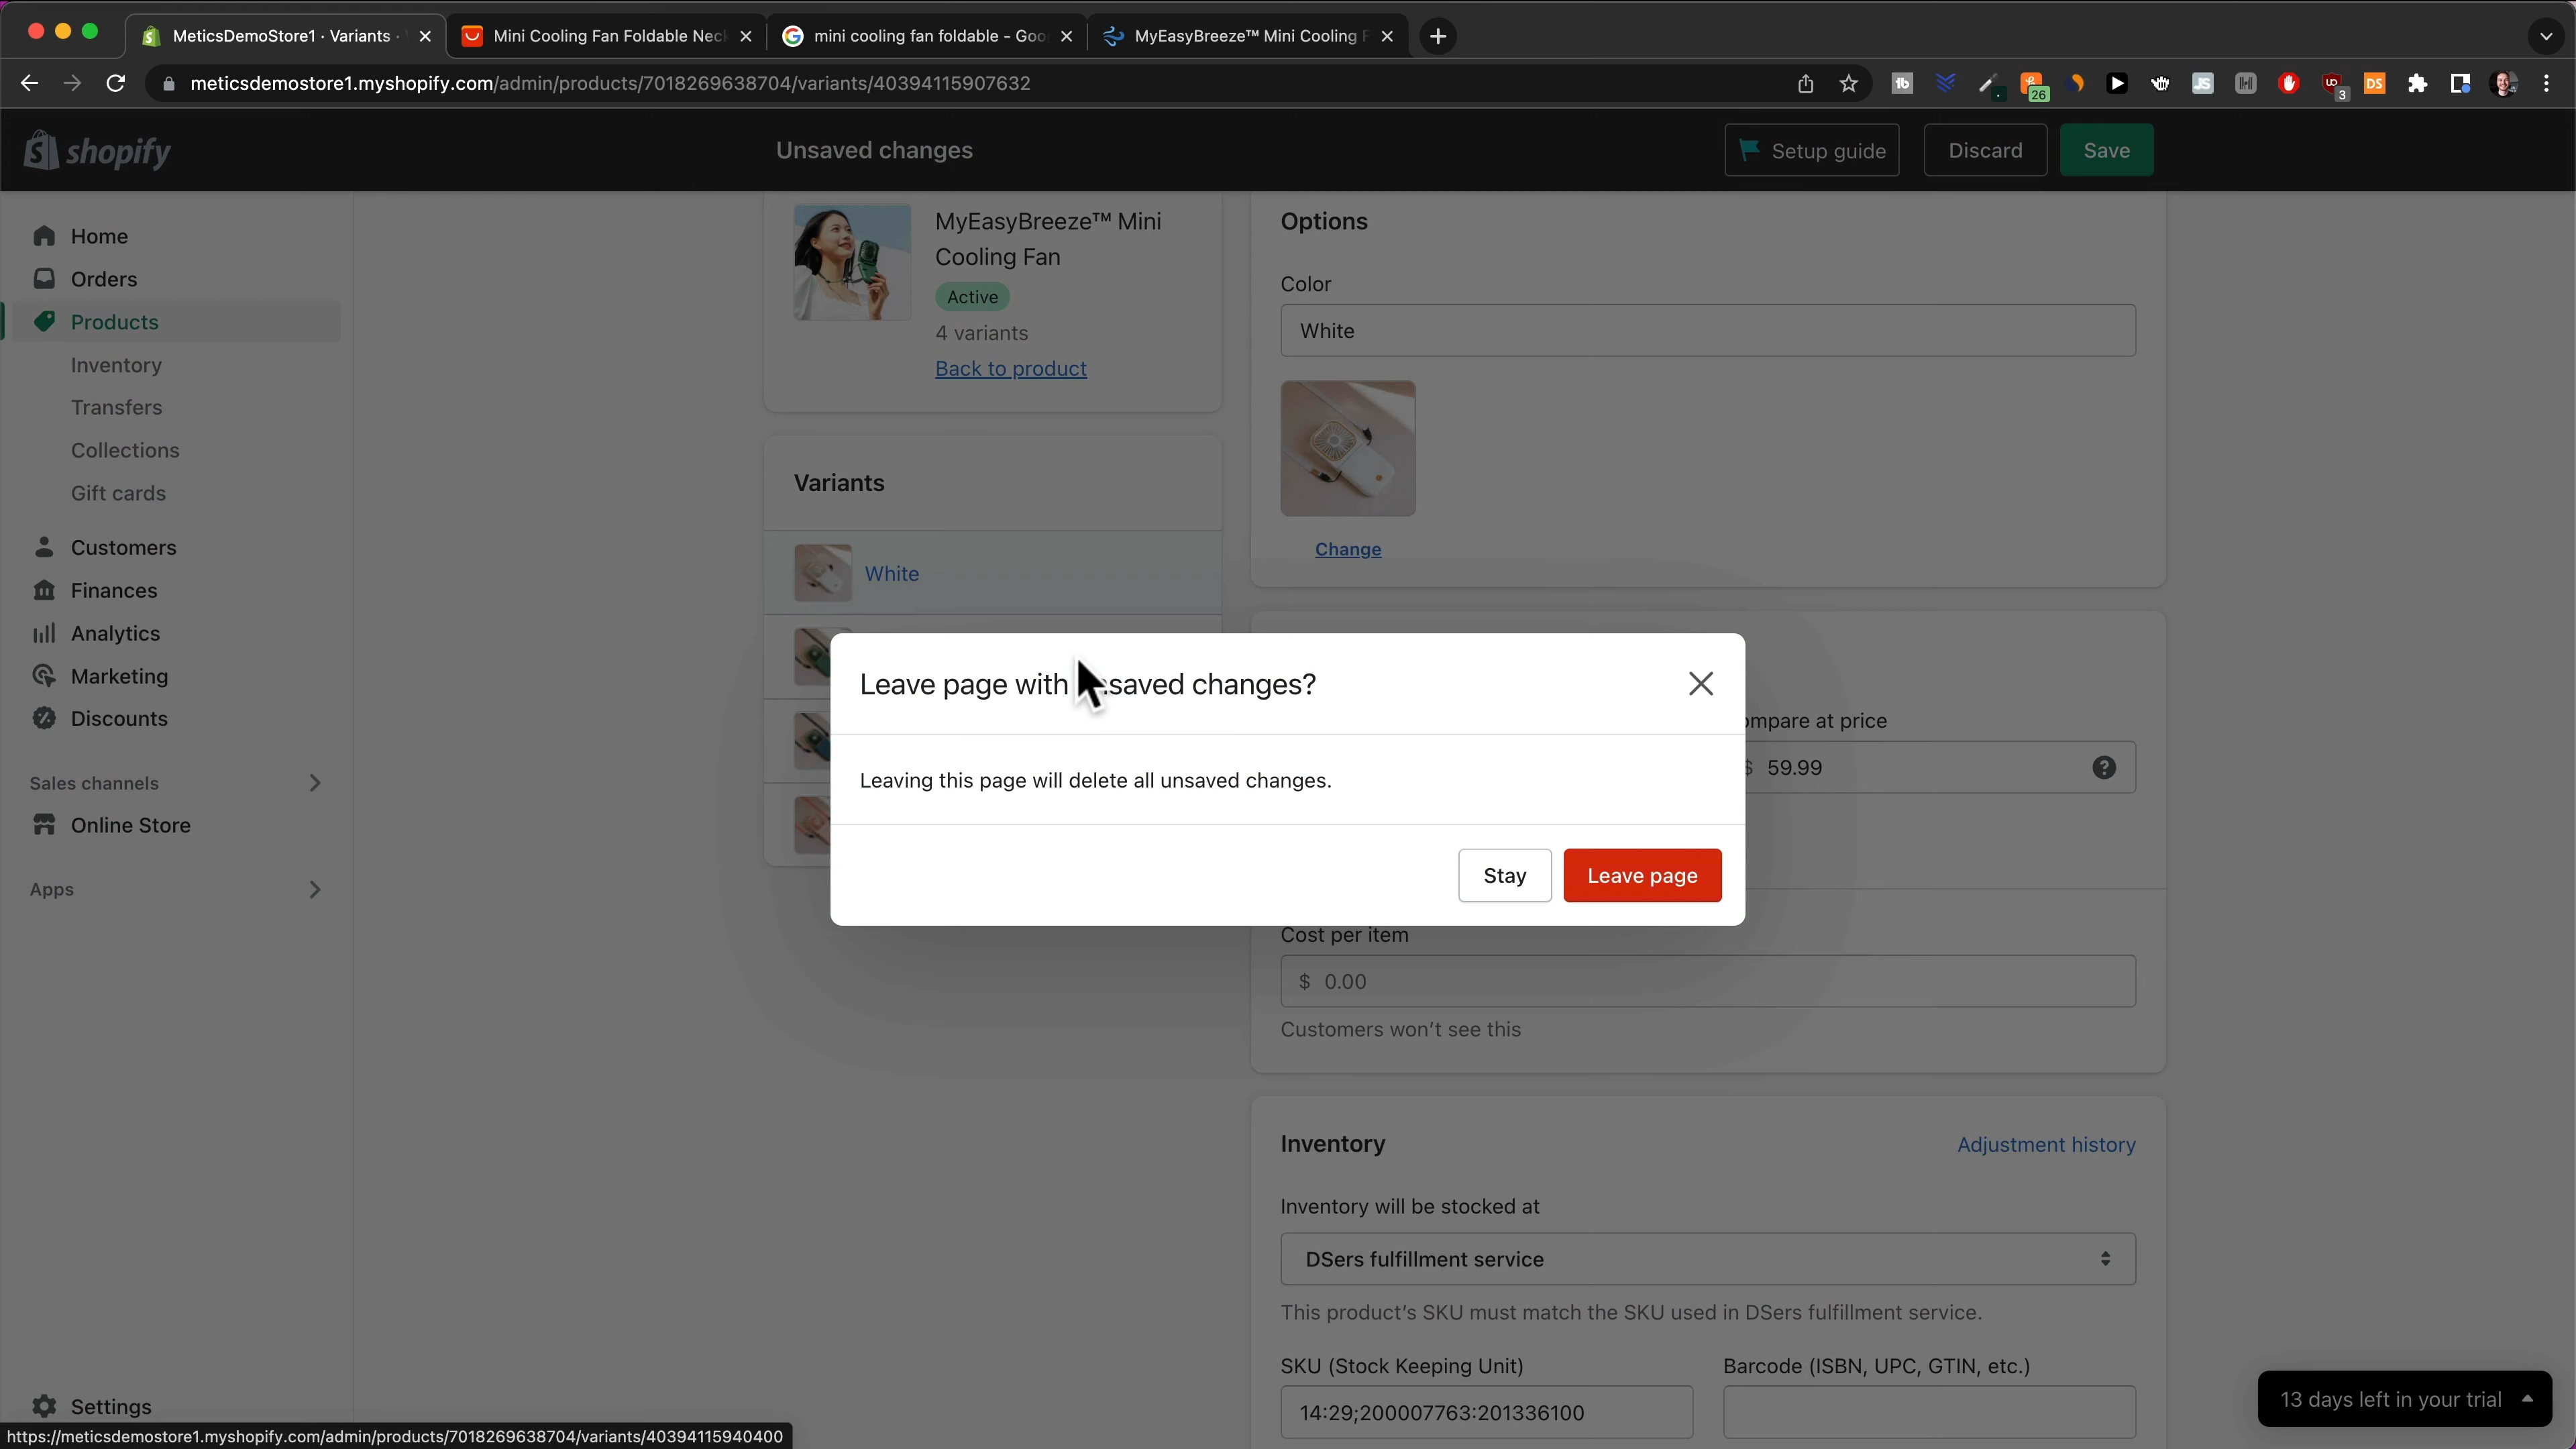 MeticsDemoStore1 · Variants ·
Mini Cooling Fan Foldable Neck
mini cooling fan foldable - Goo
MyEasyBreeze™ Mini Cooling F
meticsdemostore1.myshopify.com/admin/products/7018269638704/variants/40394115907632
26
3
shopify
Unsaved changes
Setup guide
Discard
Save
Home
Orders
Products
Inventory
Transfers
Collections
Gift cards
Customers
Finances
Analytics
Marketing
Discounts
Sales channels
Online Store
Apps
Settings
MyEasyBreeze™ Mini
Cooling Fan
Active
4 variants
Back to product
Variants
White
Options
Color
White
Change
Leave page with saved changes?
Leaving this page will delete all unsaved changes.
Stay
Leave page
ompare at price
$ 59.99
Cost per item
$ 0.00
Customers won't see this
Inventory
Adjustment history
Inventory will be stocked at
DSers fulfillment service
This product's SKU must match the SKU used in DSers fulfillment service.
SKU (Stock Keeping Unit)
Barcode (ISBN, UPC, GTIN, etc.)
14:29;200007763:201336100
13 days left in your trial
https://meticsdemostore1.myshopify.com/admin/products/7018269638704/variants/40394115940400